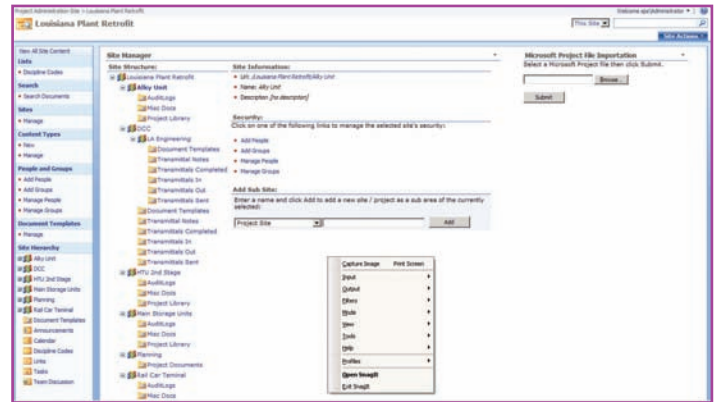 Project Administration Site > Louisiana Plant Retrofit
Welcome epc\Administrator
Louisiana Plant Retrofit
This Site
Site Actions
View All Site Content
Lists
Discipline Codes
Search
Search Documents
Sites
Manage
Content Types
New
Manage
People and Groups
Add People
Add Groups
Manage People
Manage Groups
Document Templates
Manage
Site Hierarchy
Alky Unit
DCC
HTU 2nd Stage
Main Storage Units
Planning
Rail Car Terminal
Document Templates
Announcements
Calendar
Discipline Codes
Links
Tasks
Team Discussion
Site Manager
Site Structure:
Louisiana Plant Retrofit
Alky Unit
AuditLogs
Misc Docs
Project Library
DCC
LA Engineering
Document Templates
Transmittal Notes
Transmittals Completed
Transmittals In
Transmittals Out
Transmittals Sent
Document Templates
Transmittal Notes
Transmittals Completed
Transmittals In
Transmittals Out
Transmittals Sent
HTU 2nd Stage
AuditLogs
Misc Docs
Project Library
Main Storage Units
AuditLogs
Misc Docs
Project Library
Planning
Project Documents
Rail Car Terminal
AuditLogs
Misc Docs
Site Information:
Url: /Louisiana Plant Retrofit/Alky Unit
Name: Alky Unit
Description: [no description]
Security:
Click on one of the following links to manage the selected site's security:
Add People
Add Groups
Manage People
Manage Groups
Add Sub Site:
Enter a name and click Add to add a new site / project as a sub area of the currently
selected:
Project Site
Add
Capture Image Print Screen
Input
Output
Filters
Mode
View
Tools
Help
Profiles
Open SnagIt
Exit SnagIt
Microsoft Project File Importation
Select a Microsoft Project file then click Submit.
Browse...
Submit